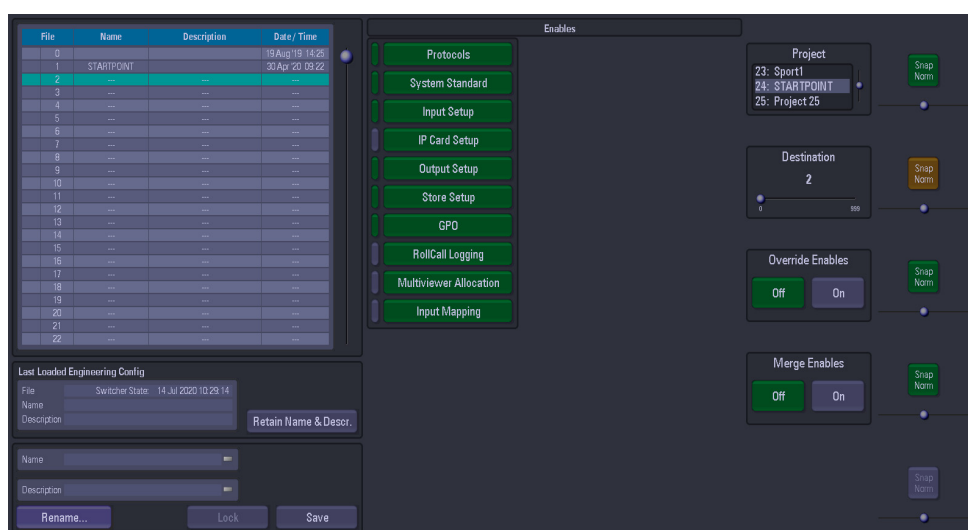 File Name Description Date/ Time
0 19 Aug '19 14:25
1 STARTPOINT 30 Apr '20 09:22
2 --- --- ---
3 --- --- ---
4 --- --- ---
5 --- --- ---
6 --- --- ---
7 --- --- ---
8 --- --- ---
9 --- --- ---
10 --- --- ---
11 --- --- ---
12 --- --- ---
13 --- --- ---
14 --- --- ---
15 --- --- ---
16 --- --- ---
17 --- --- ---
18 --- --- ---
19 --- --- ---
20 --- --- ---
21 --- --- ---
22 --- --- ---
Last Loaded Engineering Config
File Switcher State: 14 Jul 2020 10:29:14
Name
Description
Retain Name & Descr.
Name
Description
Rename... Lock Save
Enables
Protocols
System Standard
Input Setup
IP Card Setup
Output Setup
Store Setup
GPO
RollCall Logging
Multiviewer Allocation
Input Mapping
Project
23: Sport1
24: STARTPOINT
25: Project 25
Snap
Norm
Destination
2
0 999
Snap
Norm
Override Enables
Off On
Snap
Norm
Merge Enables
Off On
Snap
Norm
Snap
Norm